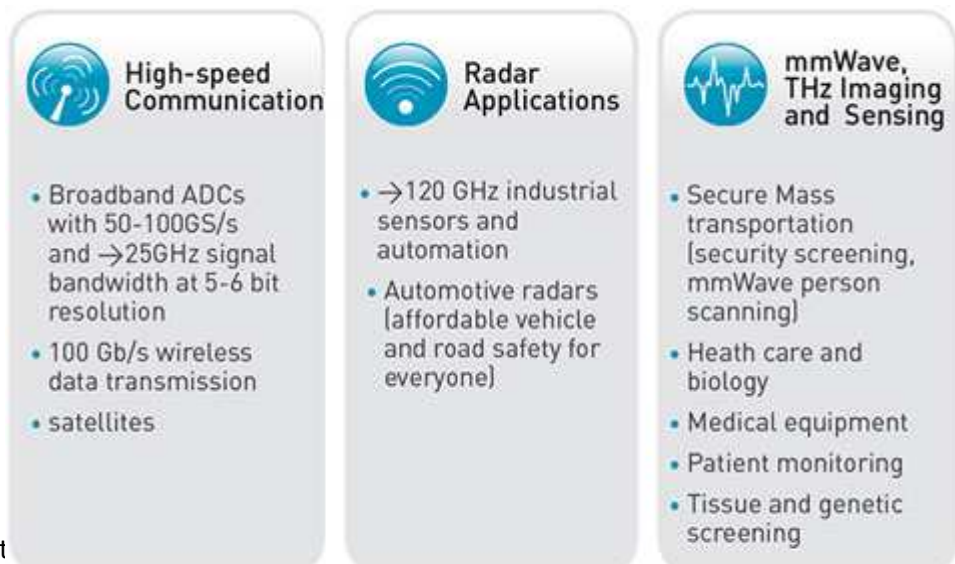 High-speed
Communication
• Broadband ADCs
with 50-100GS/s
and →25GHz signal
bandwidth at 5-6 bit
resolution
• 100 Gb/s wireless
data transmission
• satellites
Radar
Applications
• →120 GHz industrial
sensors and
automation
• Automotive radars
(affordable vehicle
and road safety for
everyone)
mmWave,
THz Imaging
and Sensing
• Secure Mass
transportation
(security screening,
mmWave person
scanning)
• Heath care and
biology
• Medical equipment
• Patient monitoring
• Tissue and genetic
screening
t